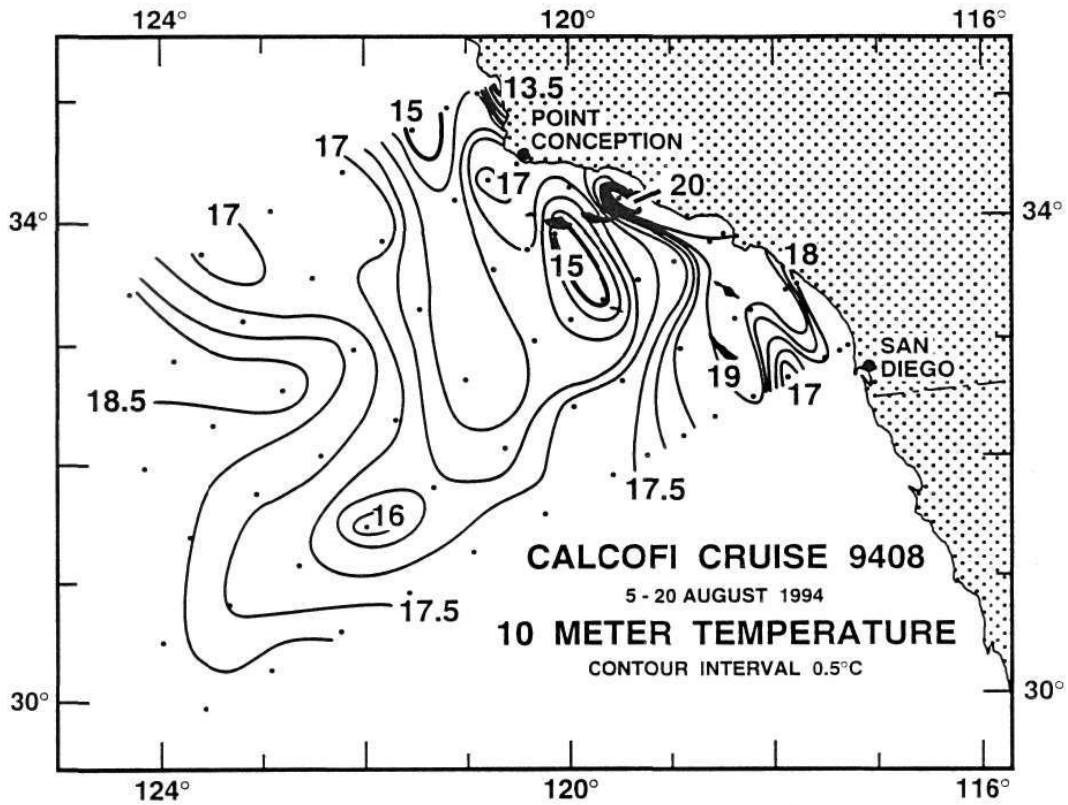 124° 120° 116°
13.5
15
POINT
CONCEPTION
17
17
20
34° 17 34°
15
18
SAN
DIEGO
19
18.5
17
17.5
16
CALCOFI CRUISE 9408
5 - 20 AUGUST 1994
17.5
10 METER TEMPERATURE
CONTOUR INTERVAL 0.5°C
30° 30°
124° 120° 116°